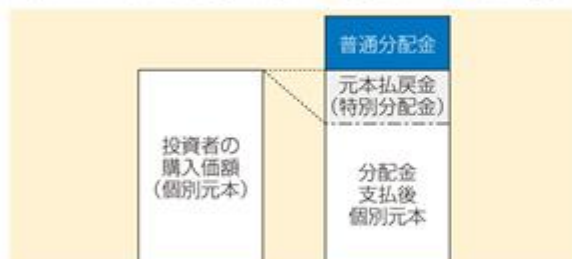 普通分配金
元本払戻金
(特別分配金)
投資者の
購入価額
(個別元本)
分配金
支払後
個別元本